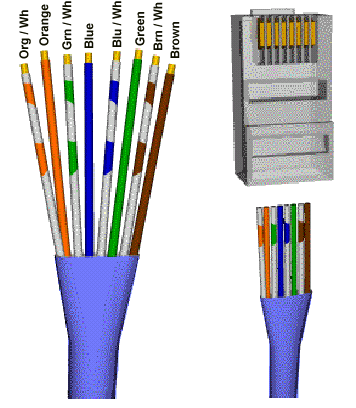 Org / Wh
Orange
Grn / Wh
Blue
Blu / Wh
Green
Brn / Wh
Brown